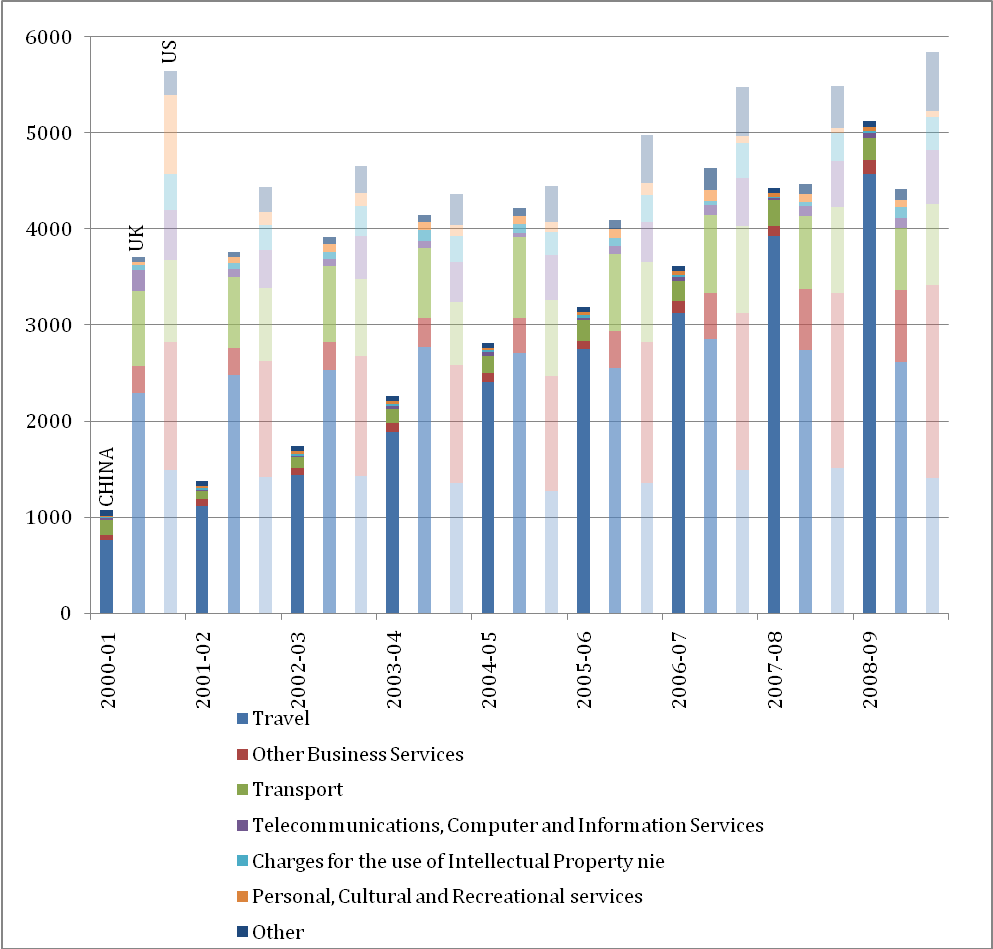 6000
US
5000
4000
UK
3000
2000
CHINA
1000
0
2000-01
2001-02
2002-03
2003-04
2004-05
2005-06
2006-07
2007-08
2008-09
Travel
Other Business Services
Transport
Telecommunications, Computer and Information Services
Charges for the use of Intellectual Property nie
Personal, Cultural and Recreational services
Other